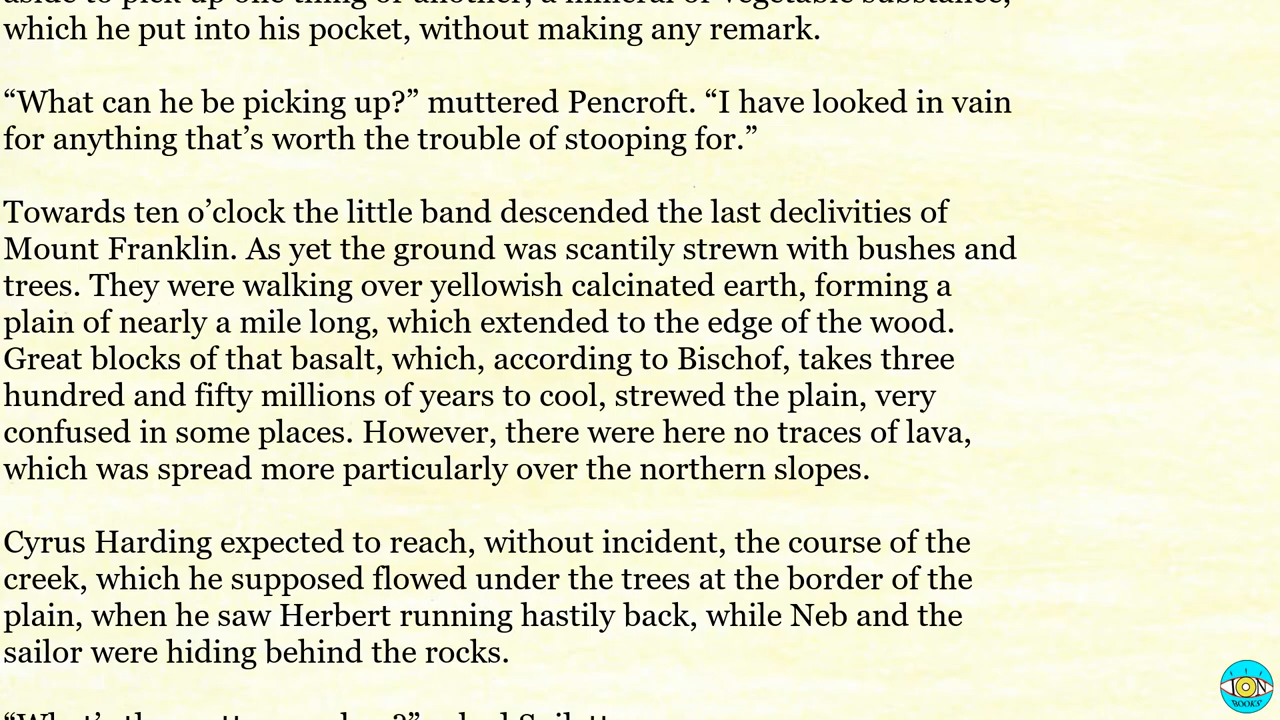 which he put into his pocket, without making any remark.
“What can he be picking up?” muttered Pencroft. “I have looked in vain
for anything that’s worth the trouble of stooping for.”
Towards ten o’clock the little band descended the last declivities of
Mount Franklin. As yet the ground was scantily strewn with bushes and
trees. They were walking over yellowish calcinated earth, forming a
plain of nearly a mile long, which extended to the edge of the wood.
Great blocks of that basalt, which, according to Bischof, takes three
hundred and fifty millions of years to cool, strewed the plain, very
confused in some places. However, there were here no traces of lava,
which was spread more particularly over the northern slopes.
Cyrus Harding expected to reach, without incident, the course of the
creek, which he supposed flowed under the trees at the border of the
plain, when he saw Herbert running hastily back, while Neb and the
sailor were hiding behind the rocks.
ION
BOOKS